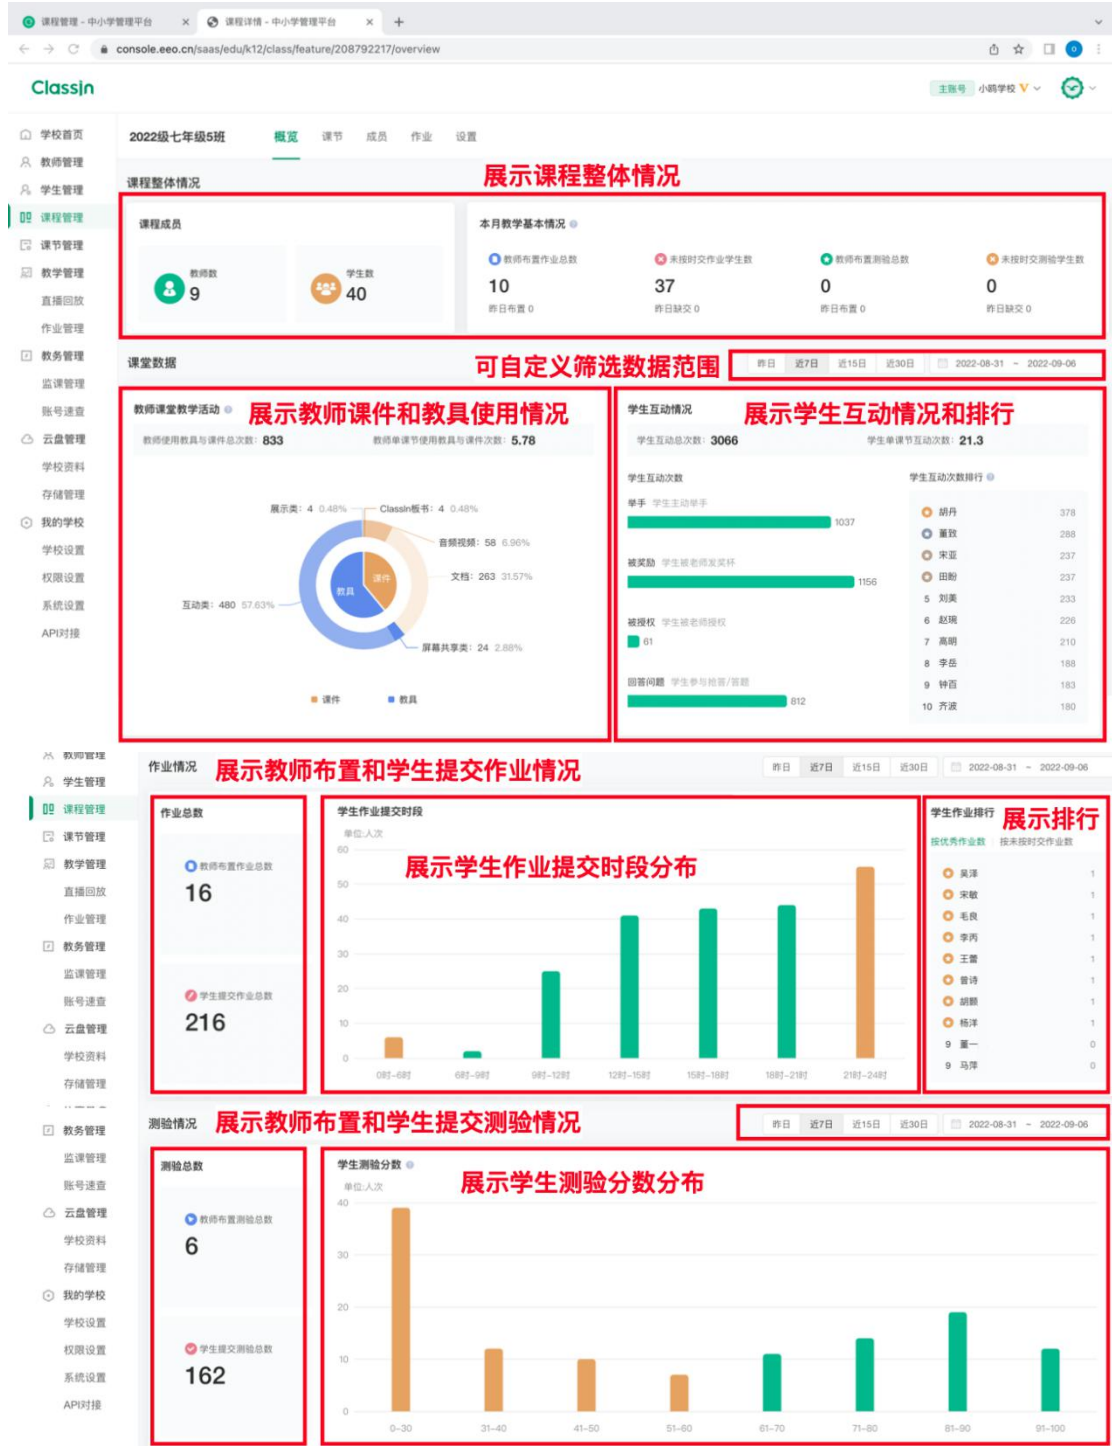 课程管理 - 中小学管理平台
课程详情 - 中小学管理平台
console.eeo.cn/saas/edu/k12/class/feature/208792217/overview
ClassIn
主账号 小鸥学校 V
学校首页
教师管理
学生管理
课程管理
课节管理
教学管理
直播回放
作业管理
教务管理
监课管理
账号速查
云盘管理
学校资料
存储管理
我的学校
学校设置
权限设置
系统设置
API对接
2022级七年级5班 概览 课节 成员 作业 设置
课程整体情况
展示课程整体情况
课程成员
教师数
9
学生数
40
本月教学基本情况
教师布置作业总数
10
昨日布置 0
未按时交作业学生数
37
昨日缺交 0
教师布置测验总数
0
昨日布置 0
未按时交测验学生数
0
昨日缺交 0
课堂数据
可自定义筛选数据范围
昨日 近7日 近15日 近30日 2022-08-31 ~ 2022-09-06
教师课堂教学活动
展示教师课件和教具使用情况
教师使用教具与课件总次数: 833
教师单课节使用教具与课件次数: 5.78
展示类: 4 0.48%
ClassIn板书: 4 0.48%
音频视频: 58 6.96%
文档: 263 31.57%
互动类: 480 57.63%
屏幕共享类: 24 2.88%
课件
教具
课件 教具
学生互动情况
展示学生互动情况和排行
学生互动总次数: 3066
学生单课节互动次数: 21.3
学生互动次数
举手 学生主动举手
1037
被奖励 学生被老师发奖杯
1156
被授权 学生被老师授权
61
回答问题 学生参与抢答/答题
812
学生互动次数排行
胡丹 378
董致 288
宋亚 237
田盼 237
5 刘美 233
6 赵琬 226
7 高明 210
8 李岳 188
9 钟百 183
10 齐波 180
教师管理
学生管理
课程管理
课节管理
教学管理
直播回放
作业管理
教务管理
监课管理
账号速查
云盘管理
学校资料
存储管理
作业情况
展示教师布置和学生提交作业情况
昨日 近7日 近15日 近30日 2022-08-31 ~ 2022-09-06
作业总数
教师布置作业总数
16
学生提交作业总数
216
学生作业提交时段
单位:人次
展示学生作业提交时段分布
60
50
40
30
20
10
0
0时-6时 6时-9时 9时-12时 12时-15时 15时-18时 18时-21时 21时-24时
学生作业排行
展示排行
按优秀作业数 按未按时交作业数
吴泽 1
宋敏 1
毛良 1
李丙 1
王蕾 1
曾诗 1
胡颢 1
杨洋 1
9 董一 0
9 马萍 0
教务管理
监课管理
账号速查
云盘管理
学校资料
存储管理
我的学校
学校设置
权限设置
系统设置
API对接
测验情况
展示教师布置和学生提交测验情况
昨日 近7日 近15日 近30日 2022-08-31 ~ 2022-09-06
测验总数
教师布置测验总数
6
学生提交测验总数
162
学生测验分数
单位:人次
展示学生测验分数分布
40
30
20
10
0
0-30 31-40 41-50 51-60 61-70 71-80 81-90 91-100